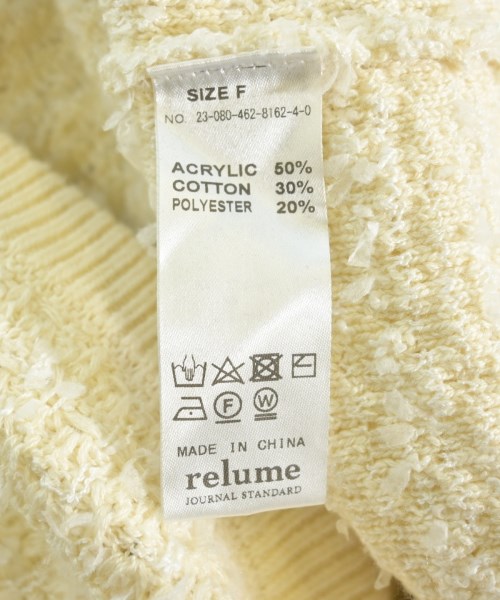 SIZE F
NO. 23-080-462-8162-4-0
ACRYLIC 50%
COTTON 30%
POLYESTER 20%
F W
MADE IN CHINA
relume
JOURNAL STANDARD